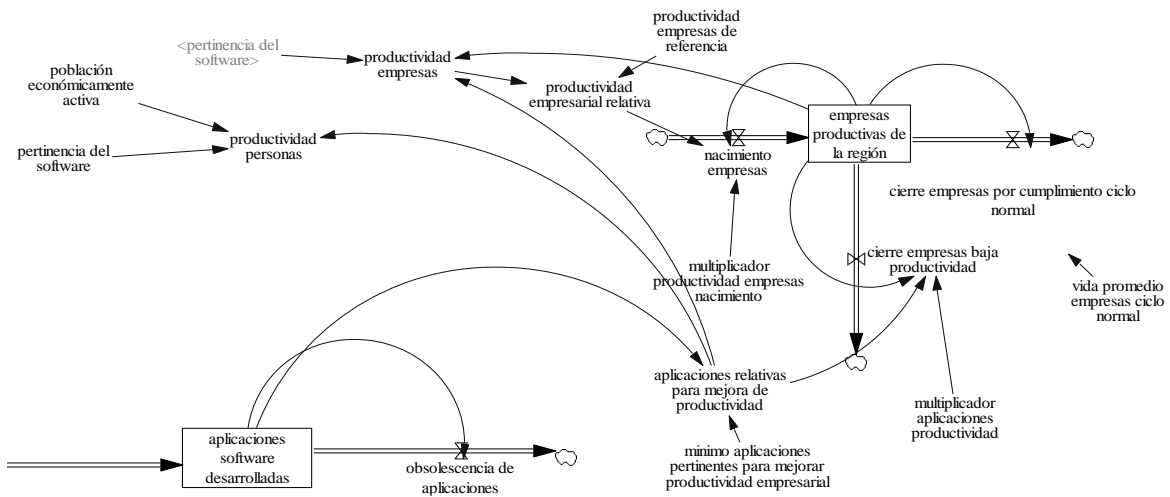 productividad
empresas de
referencia
<pertinencia del
software>
productividad
empresas
población
económicamente
activa
productividad
empresarial relativa
empresas
productivas de
la región
productividad
personas
pertinencia del
software
nacimiento
empresas
cierre empresas por cumplimiento ciclo
normal
cierre empresas baja
productividad
multiplicador
productividad empresas
nacimiento
vida promedio
empresas ciclo
normal
aplicaciones relativas
para mejora de
productividad
multiplicador
aplicaciones
productividad
aplicaciones
software
desarrolladas
obsolescencia de
aplicaciones
minimo aplicaciones
pertinentes para mejorar
productividad empresarial